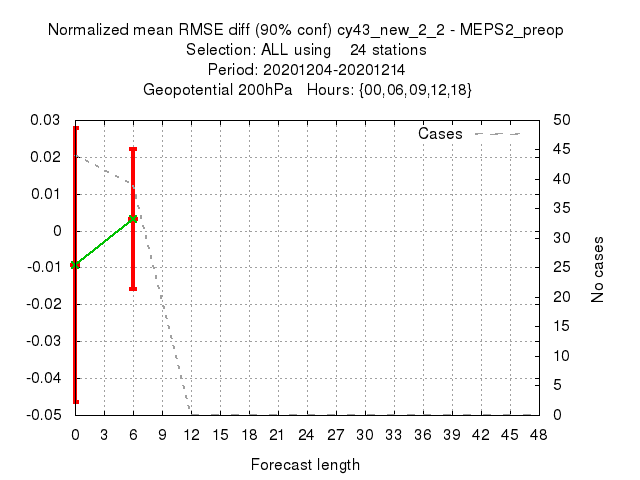 Normalized mean RMSE diff (90% conf) cy43_new_2_2 - MEPS2_preop
Selection: ALL using 24 stations
Period: 20201204-20201214
Geopotential 200hPa Hours: {00,06,09,12,18}
Cases
0.03
0.02
0.01
0
-0.01
-0.02
-0.03
-0.04
-0.05
50
45
40
35
30
25
20
15
10
5
0
No cases
0 3 6 9 12 15 18 21 24 27 30 33 36 39 42 45 48
Forecast length